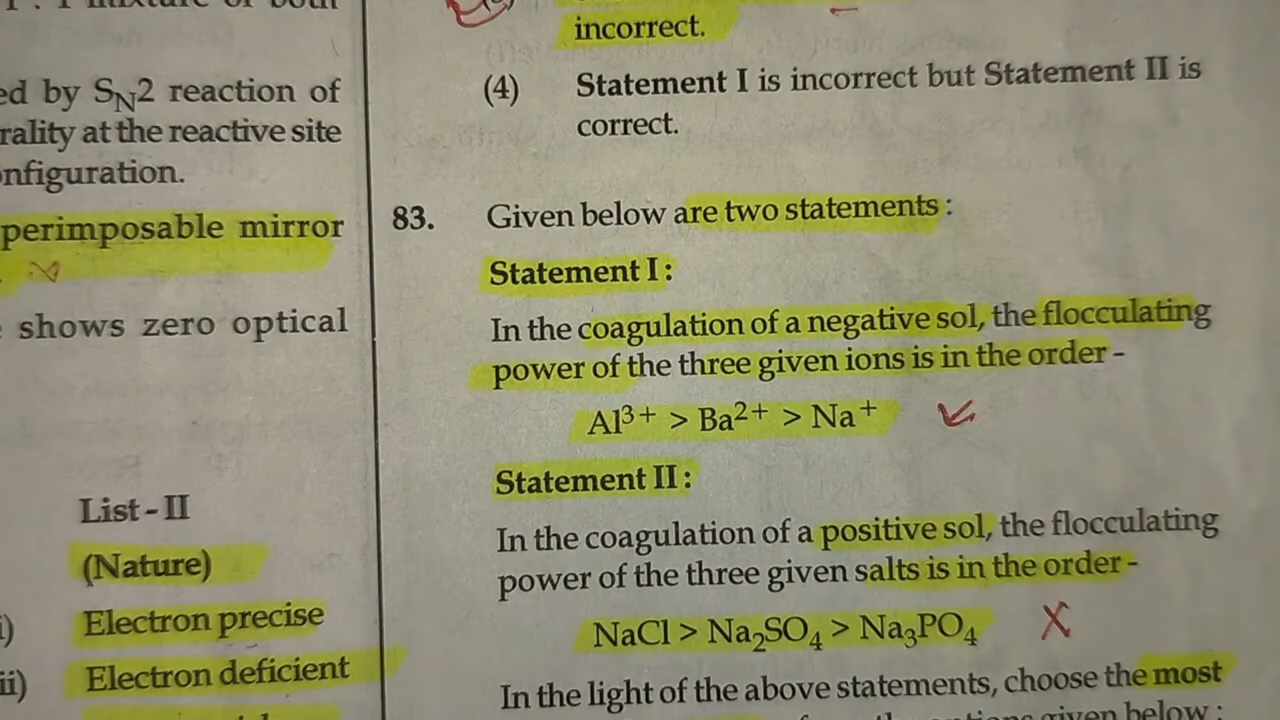 ed by SN2 reaction of
rality at the reactive site
onfiguration.
perimposable mirror
shows zero optical
List - II
(Nature)
i) Electron precise
ii) Electron deficient
incorrect.
(4) Statement I is incorrect but Statement II is
correct.
83. Given below are two statements :
Statement I :
In the coagulation of a negative sol, the flocculating
power of the three given ions is in the order -
Al³⁺ > Ba²⁺ > Na⁺
Statement II :
In the coagulation of a positive sol, the flocculating
power of the three given salts is in the order -
NaCl > Na₂SO₄ > Na₃PO₄
In the light of the above statements, choose the most
given below :